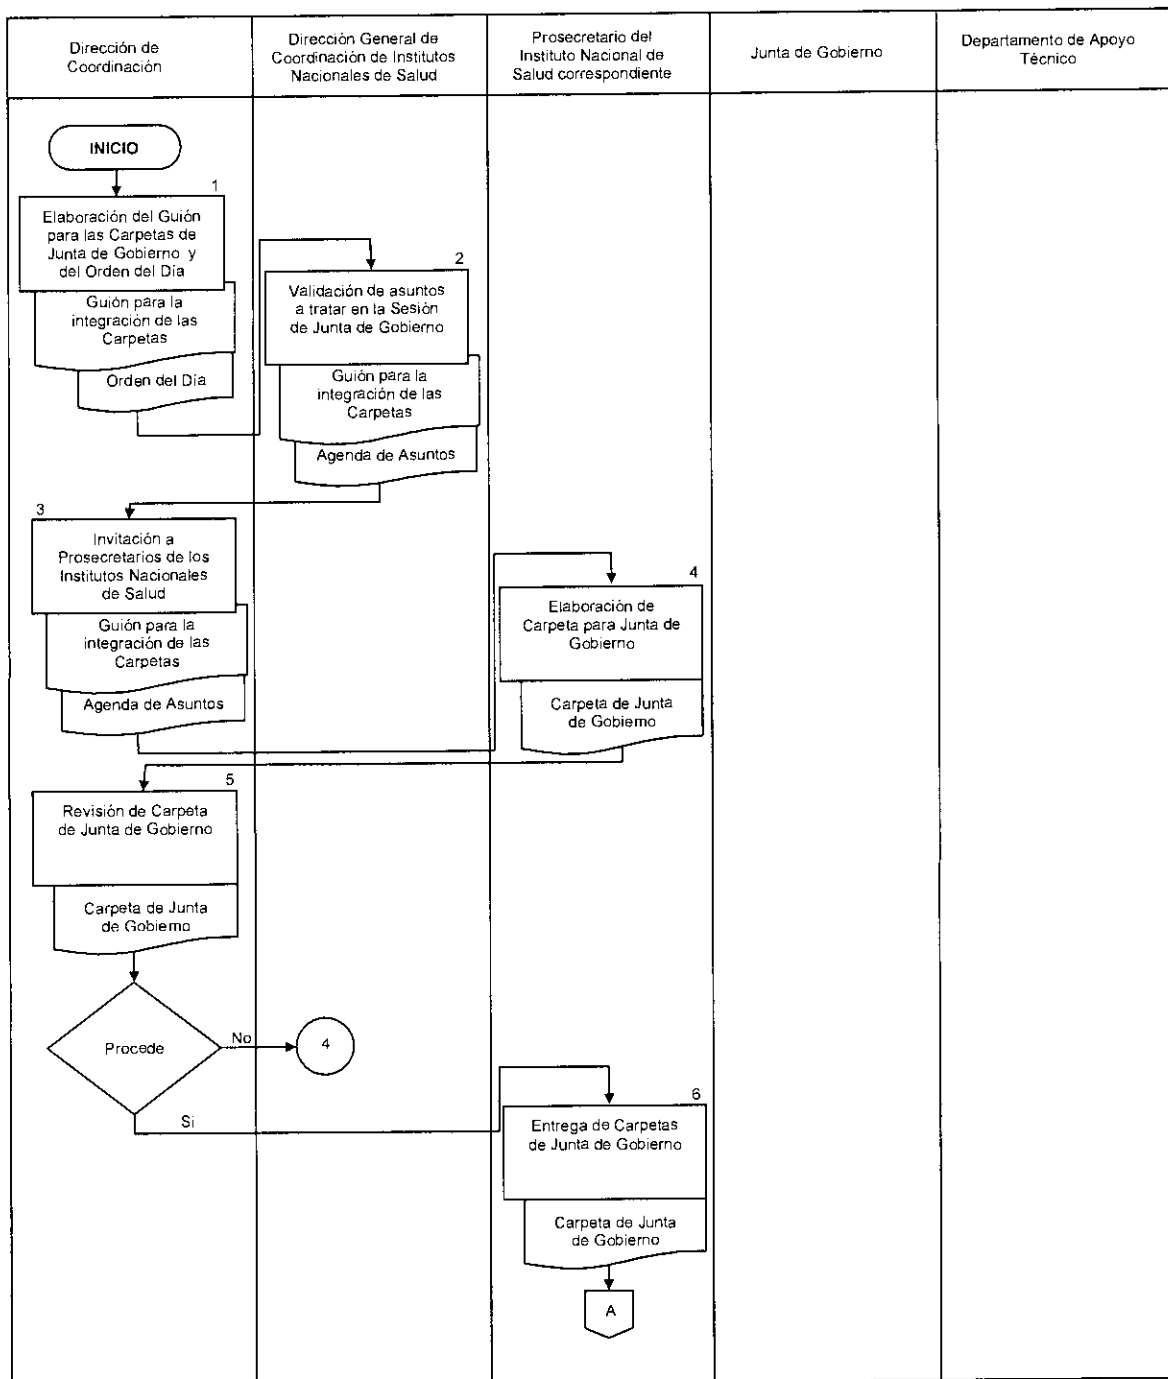 Dirección de
Coordinación
Dirección General de
Coordinación de Institutos
Nacionales de Salud
Prosecretario del
Instituto Nacional de
Salud correspondiente
Junta de Gobierno
Departamento de Apoyo
Técnico
INICIO
1
Elaboración del Guión
para las Carpetas de
Junta de Gobierno y
del Orden del Día
Guión para la
integración de las
Carpetas
Orden del Día
2
Validación de asuntos
a tratar en la Sesión
de Junta de Gobierno
Guión para la
integración de las
Carpetas
Agenda de Asuntos
3
Invitación a
Prosecretarios de los
Institutos Nacionales
de Salud
Guión para la
integración de las
Carpetas
Agenda de Asuntos
4
Elaboración de
Carpeta para Junta de
Gobierno
Carpeta de Junta
de Gobierno
5
Revisión de Carpeta
de Junta de Gobierno
Carpeta de Junta
de Gobierno
Procede
No
4
Si
6
Entrega de Carpetas
de Junta de Gobierno
Carpeta de Junta
de Gobierno
A